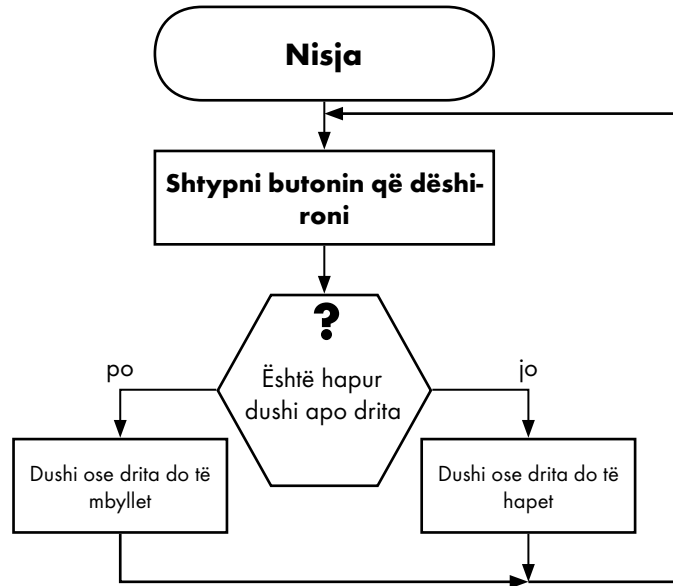 Nisja
Shtypni butonin që dëshi-
roni
?
Është hapur
dushi apo drita
po
jo
Dushi ose drita do të
mbyllet
Dushi ose drita do të
hapet